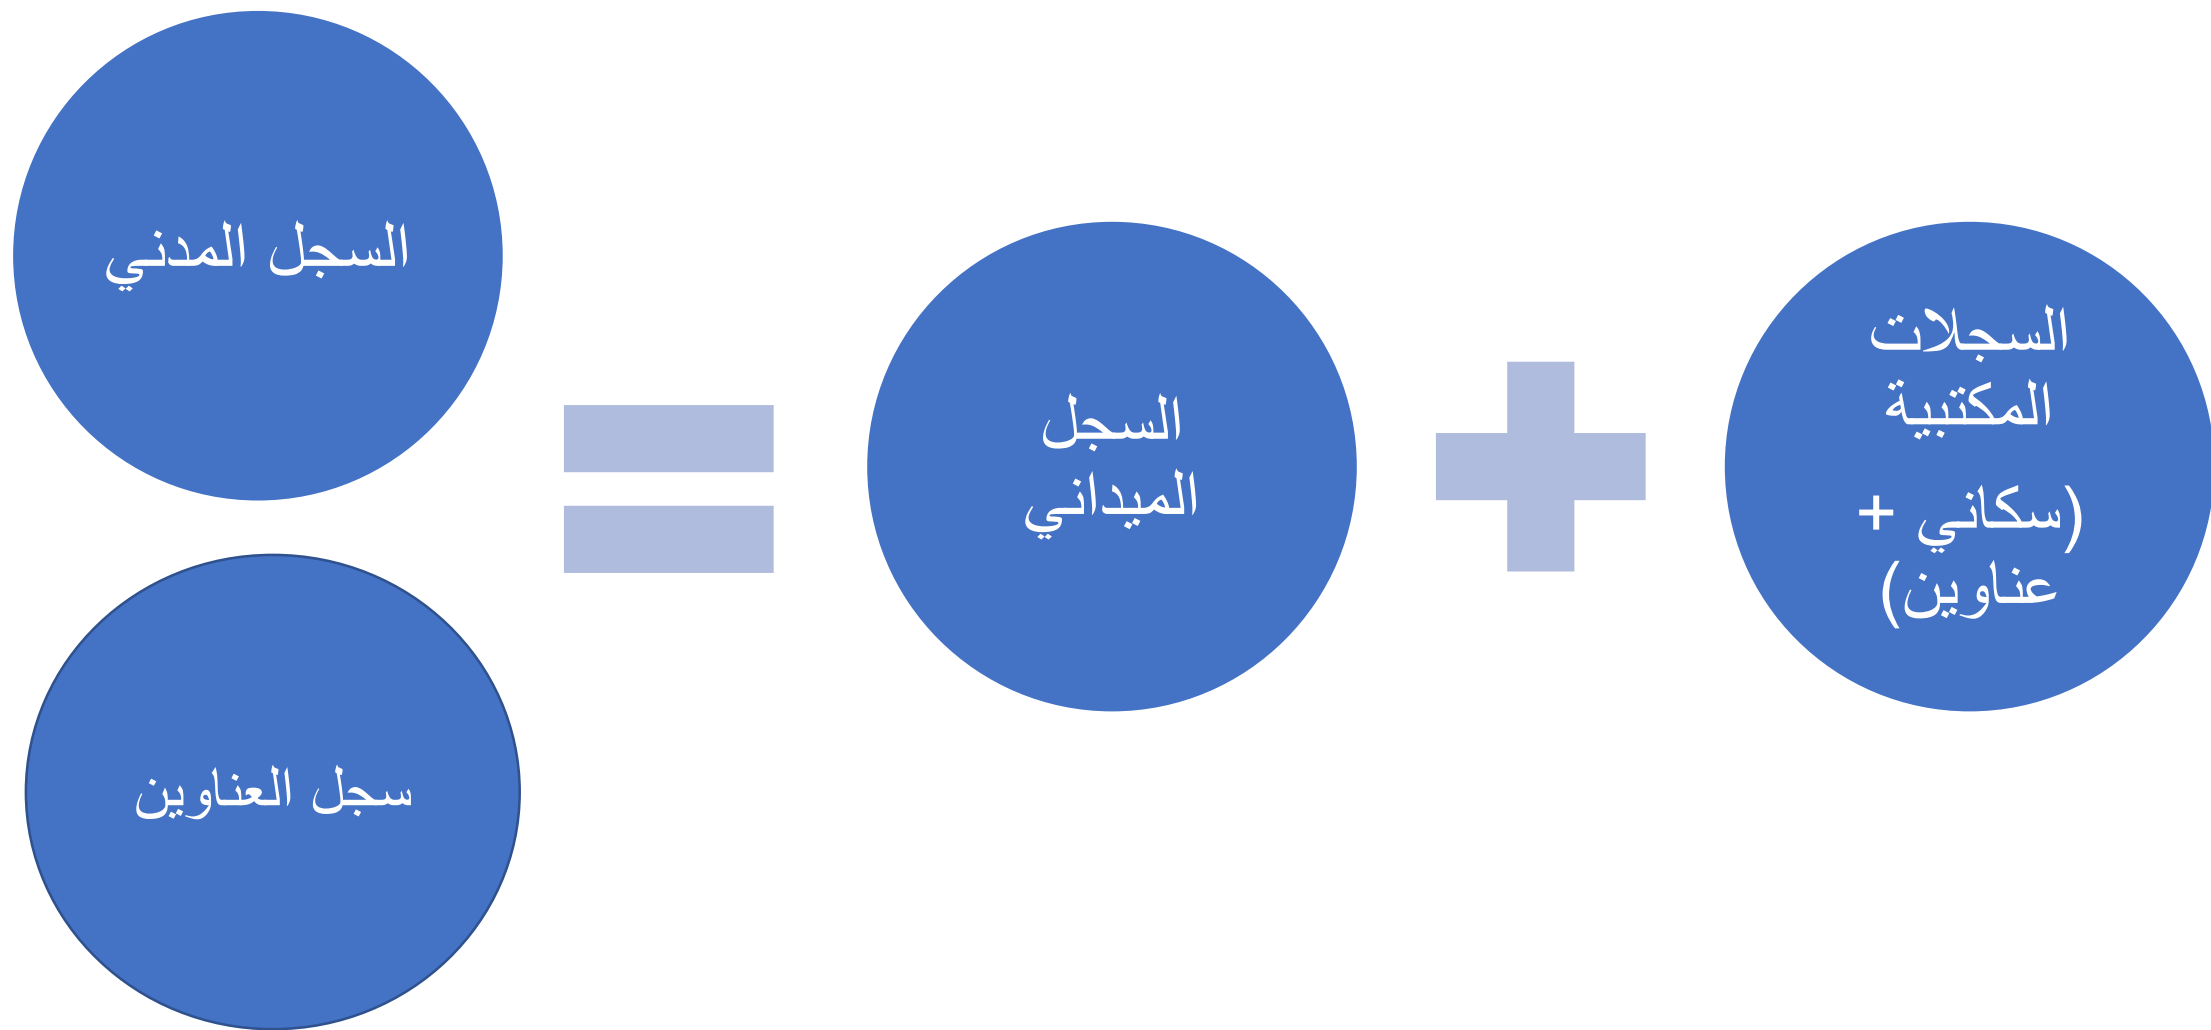 السجلات
المكتبية
(سكاني +
عناوين)
السجل
الميداني
السجل المدني
سجل العناوين